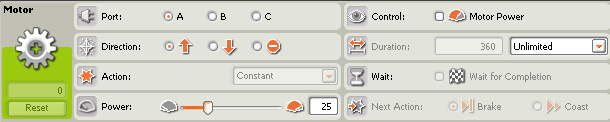 Motor
Port: A B C
Control: Motor Power
Direction:
Duration: 360 Unlimited
Action: Constant
Wait: Wait for Completion
0
Reset
Power: 25
Next Action: Brake Coast